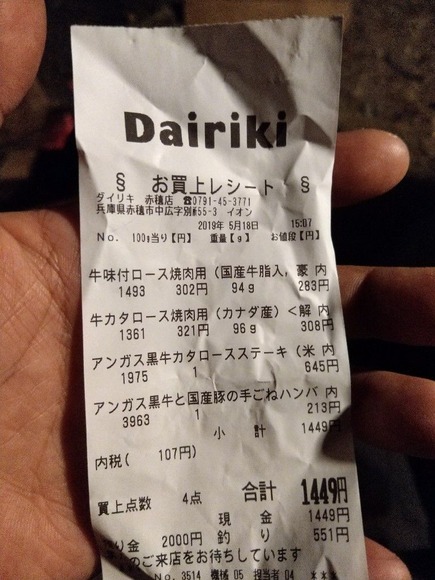 Dairiki
§ お買上レシート §
ダイリキ 赤穂店 ☎0791-45-3771
兵庫県赤穂市中広字別所55-3 イオン
2019年 5月18日 15:07
No. 100g当り【円】 重量【g】 お値段【円】
牛味付ロース焼肉用(国産牛脂入,豪 内
1493 302円 94g 283円
牛カタロース焼肉用(カナダ産)<解 内
1361 321円 96g 308円
アンガス黒牛カタロースステーキ(米 内
1975 1 645円
アンガス黒牛と国産豚の手ごねハンバ 内
3963 1 213円
小 計 1449円
内税( 107円)
買上点数 4点 合計 1449円
現 金 1449円
り金 2000円 釣 り 551円
のご来店をお待ちしています
No. 3514 機械 05 担当者 04 ***